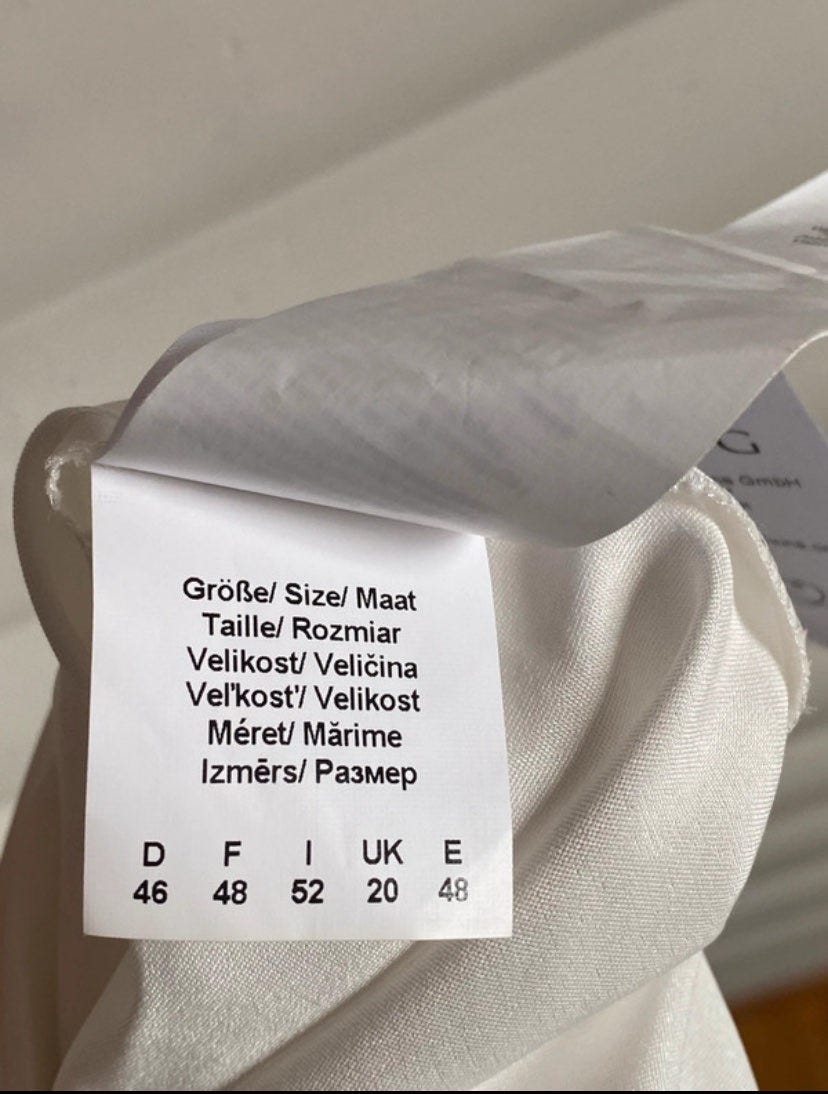 Größe/ Size/ Maat
Taille/ Rozmiar
Velikost/ Veličina
Veľkosť/ Velikost
Méret/ Mărime
Izmērs/ Размер
D F I UK E
46 48 52 20 48
G
GmbH